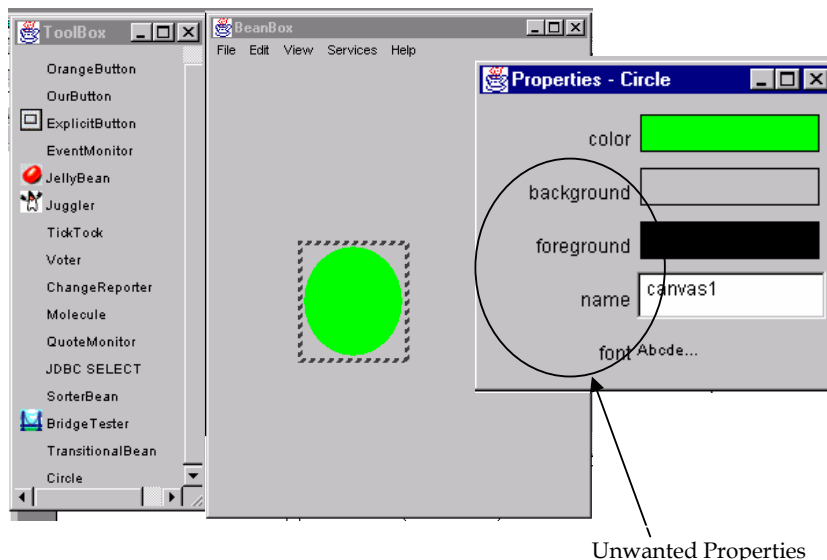 ToolBox
OrangeButton
OurButton
ExplicitButton
EventMonitor
JellyBean
Juggler
TickTock
Voter
ChangeReporter
Molecule
QuoteMonitor
JDBC SELECT
SorterBean
BridgeTester
TransitionalBean
Circle
BeanBox
File Edit View Services Help
Properties - Circle
color
background
foreground
name canvas1
font Abcde...
Unwanted Properties